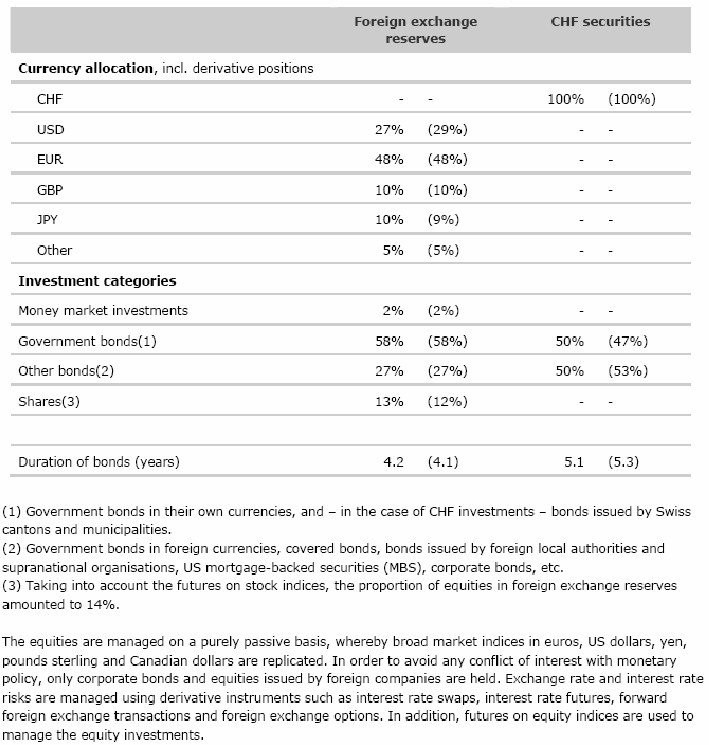 Foreign exchange reserves CHF securities
Currency allocation, incl. derivative positions
CHF - - 100% (100%)
USD 27% (29%) - -
EUR 48% (48%) - -
GBP 10% (10%) - -
JPY 10% (9%) - -
Other 5% (5%) - -
Investment categories
Money market investments 2% (2%) - -
Government bonds(1) 58% (58%) 50% (47%)
Other bonds(2) 27% (27%) 50% (53%)
Shares(3) 13% (12%) - -
Duration of bonds (years) 4.2 (4.1) 5.1 (5.3)
(1) Government bonds in their own currencies, and – in the case of CHF investments – bonds issued by Swiss
cantons and municipalities.
(2) Government bonds in foreign currencies, covered bonds, bonds issued by foreign local authorities and
supranational organisations, US mortgage-backed securities (MBS), corporate bonds, etc.
(3) Taking into account the futures on stock indices, the proportion of equities in foreign exchange reserves
amounted to 14%.
The equities are managed on a purely passive basis, whereby broad market indices in euros, US dollars, yen,
pounds sterling and Canadian dollars are replicated. In order to avoid any conflict of interest with monetary
policy, only corporate bonds and equities issued by foreign companies are held. Exchange rate and interest rate
risks are managed using derivative instruments such as interest rate swaps, interest rate futures, forward
foreign exchange transactions and foreign exchange options. In addition, futures on equity indices are used to
manage the equity investments.